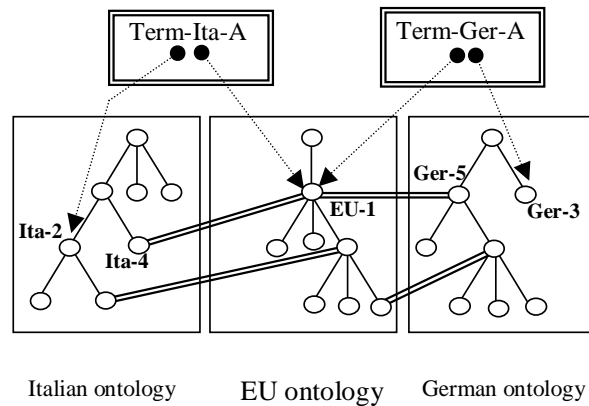 Term-Ita-A
Term-Ger-A
Ger-5
Ita-2
EU-1
Ger-3
Ita-4
Italian ontology
EU ontology
German ontology